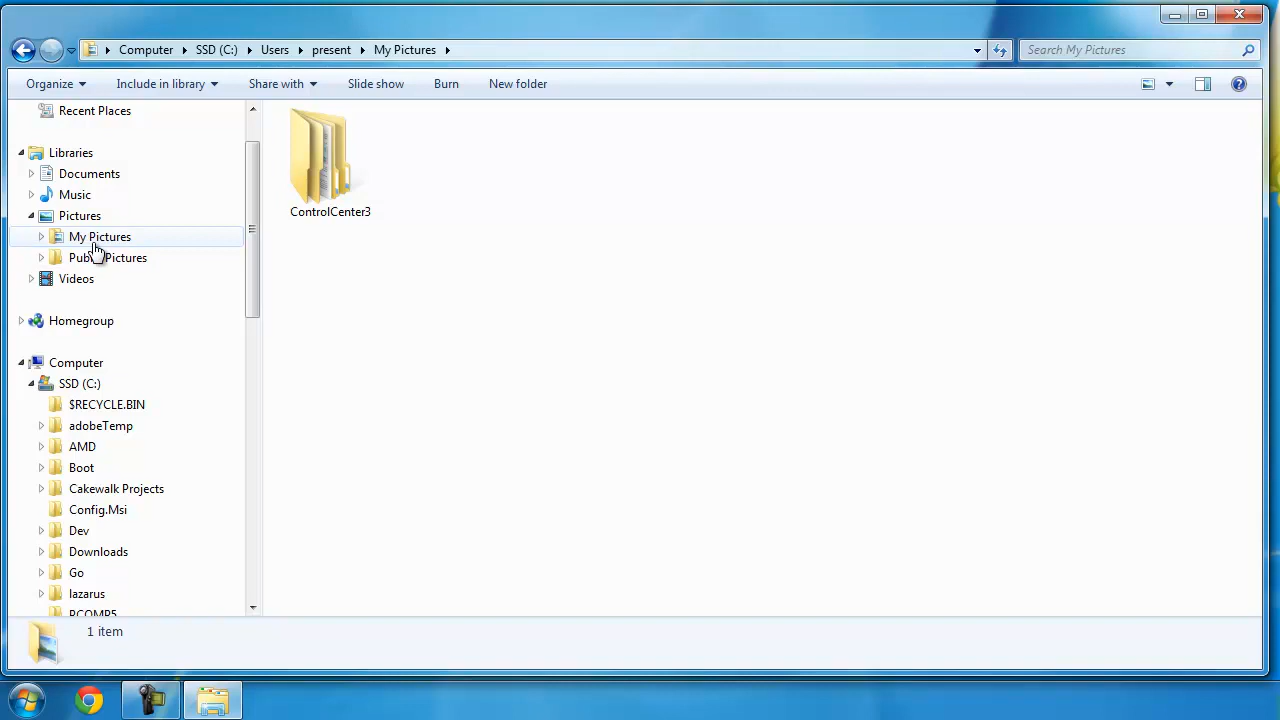 Computer SSD (C:) Users present My Pictures
Search My Pictures
Organize Include in library Share with Slide show Burn New folder
Recent Places
Libraries
Documents
Music
Pictures
My Pictures
Public Pictures
Videos
Homegroup
Computer
SSD (C:)
$RECYCLE.BIN
adobeTemp
AMD
Boot
Cakewalk Projects
Config.Msi
Dev
Downloads
Go
lazarus
PCOMP5
ControlCenter3
1 item